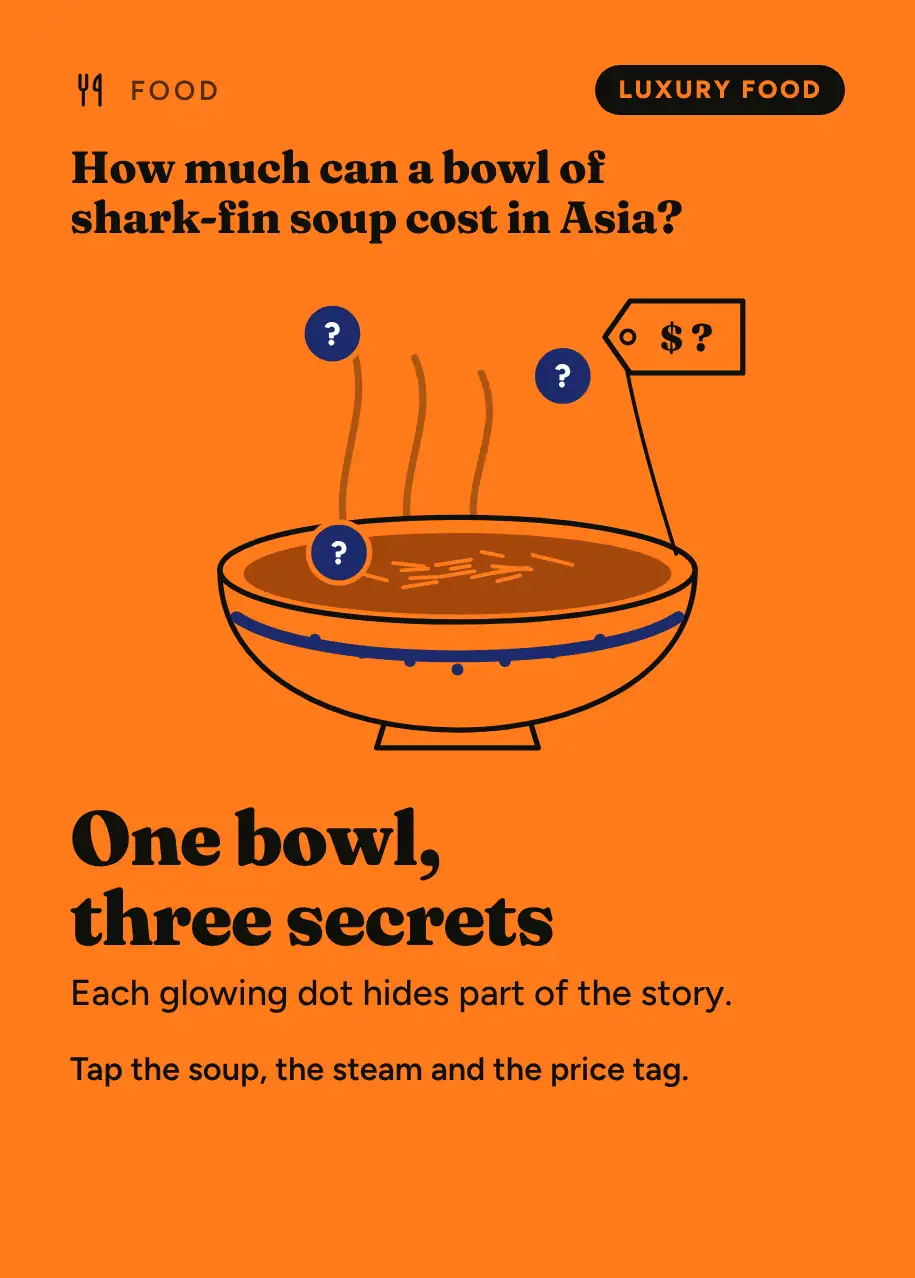 FOOD
LUXURY FOOD
How much can a bowl of
shark-fin soup cost in Asia?
?
$ ?
?
?
One bowl,
three secrets
Each glowing dot hides part of the story.
Tap the soup, the steam and the price tag.